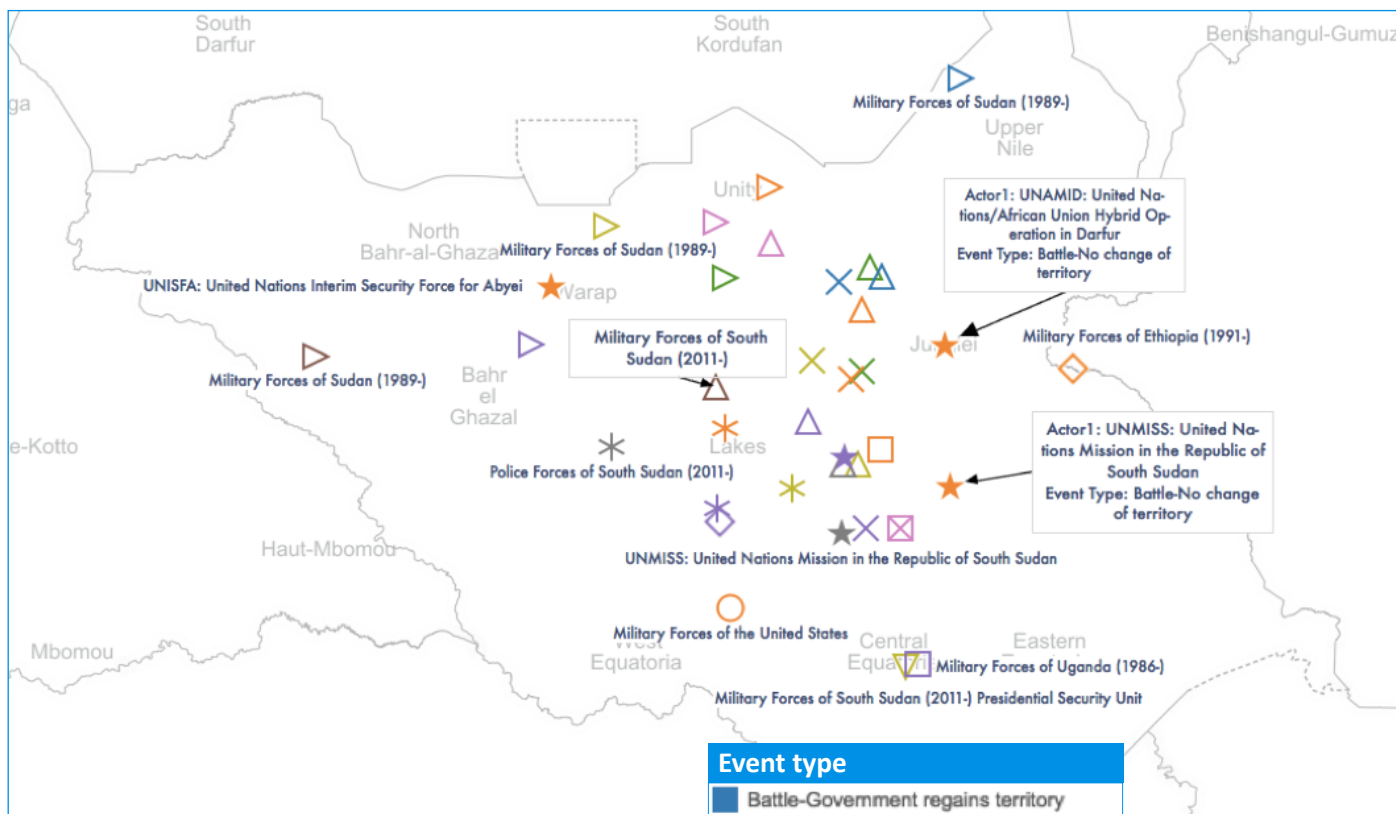 South
Darfur
South
Kordufan
Benishangul-Gumuz
ga
Military Forces of Sudan (1989-)
Upper
Nile
Unity
Actor1: UNAMID: United Na-
tions/African Union Hybrid Op-
eration in Darfur
Event Type: Battle-No change of
territory
North
Bahr-al-Ghaza
Military Forces of Sudan (1989-)
UNISFA: United Nations Interim Security Force for Abyei
Warap
Military Forces of South
Sudan (2011-)
Military Forces of Ethiopia (1991-)
Military Forces of Sudan (1989-)
Bahr
el
Ghazal
Actor1: UNMISS: United Na-
tions Mission in the Republic of
South Sudan
Event Type: Battle-No change
of territory
e-Kotto
Lakes
Police Forces of South Sudan (2011-)
Haut-Mbomou
UNMISS: United Nations Mission in the Republic of South Sudan
Military Forces of the United States
Mbomou
West
Equatoria
Central
Eastern
Military Forces of Uganda (1986-)
Military Forces of South Sudan (2011-) Presidential Security Unit
Event type
Battle-Government regains territory